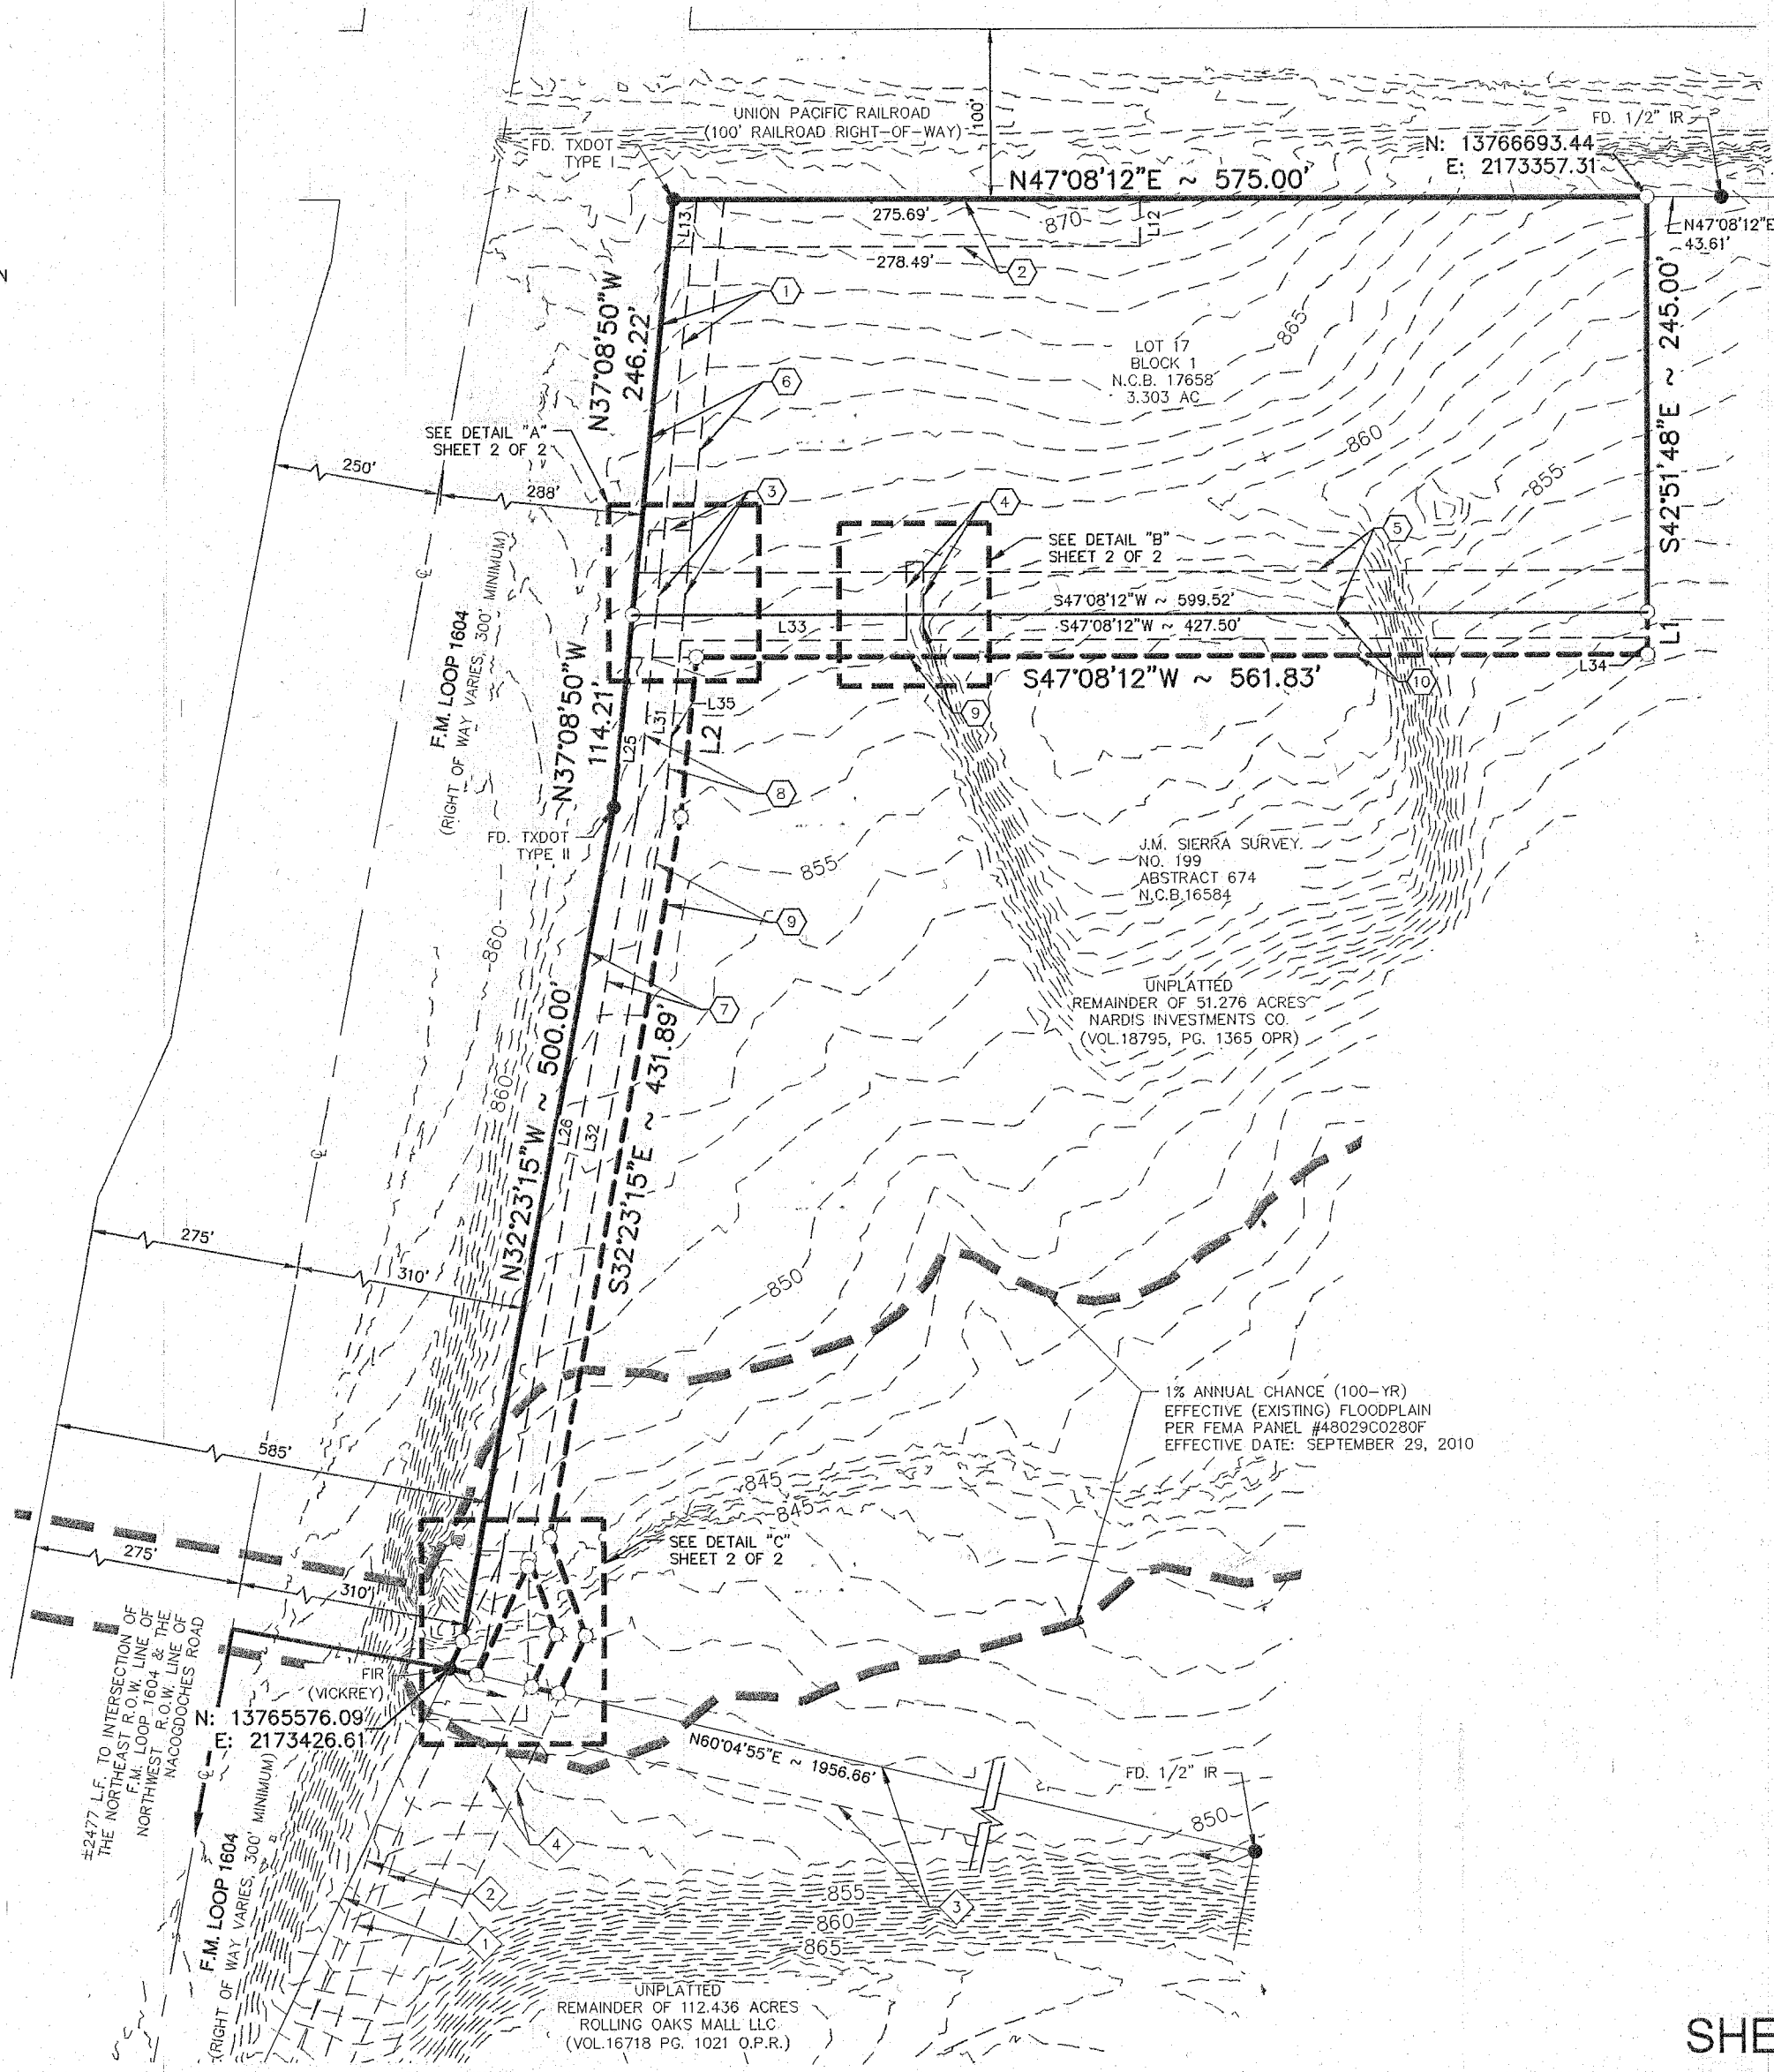 N
100'
UNION PACIFIC RAILROAD
(100' RAILROAD RIGHT-OF-WAY)
FD. 1/2" IR
FD. TXDOT
TYPE I
N: 13766693.44
E: 2173357.31
N47°08'12"E ~ 575.00'
N47°08'12"E
43.61'
L13
275.69'
870
L12
278.49'
2
1
N37°08'50"W
246.22'
S42°51'48"E ~ 245.00'
865
LOT 17
BLOCK 1
N.C.B. 17658
3.303 AC
6
860
SEE DETAIL "A"
SHEET 2 OF 2
250'
288'
3
4
855
5
SEE DETAIL "B"
SHEET 2 OF 2
S47°08'12"W ~ 599.52'
S47°08'12"W ~ 427.50'
L33
L1
L34
S47°08'12"W ~ 561.83'
10
9
F.M. LOOP 1604
(RIGHT OF WAY VARIES, 300' MINIMUM)
N37°08'50"W
114.21'
L25
L31
L35
L2
8
FD. TXDOT
TYPE II
855
J.M. SIERRA SURVEY.
NO. 199
ABSTRACT 674
N.C.B.16584
9
860
7
UNPLATTED
REMAINDER OF 51.276 ACRES
NARDIS INVESTMENTS CO.
(VOL.18795, PG. 1365 OPR)
N32°23'15"W ~ 500.00'
S32°23'15"E ~ 431.89'
860
L26
L32
275'
310'
850
1% ANNUAL CHANCE (100-YR)
EFFECTIVE (EXISTING) FLOODPLAIN
PER FEMA PANEL #48029C0280F
EFFECTIVE DATE: SEPTEMBER 29, 2010
585'
845
845
SEE DETAIL "C"
SHEET 2 OF 2
275'
310'
±2477 L.F. TO INTERSECTION OF
THE NORTHEAST R.O.W. LINE OF
F.M. LOOP 1604 & THE
NORTHWEST R.O.W. LINE OF
NACOGDOCHES ROAD
FIR
(VICKREY)
N: 13765576.09
E: 2173426.61
N60°04'55"E ~ 1956.66'
FD. 1/2" IR
850
4
F.M. LOOP 1604
(RIGHT OF WAY VARIES, 300' MINIMUM)
2
855
3
860
1
865
UNPLATTED
REMAINDER OF 112.436 ACRES
ROLLING OAKS MALL LLC
(VOL.16718 PG. 1021 O.P.R.)
SHE